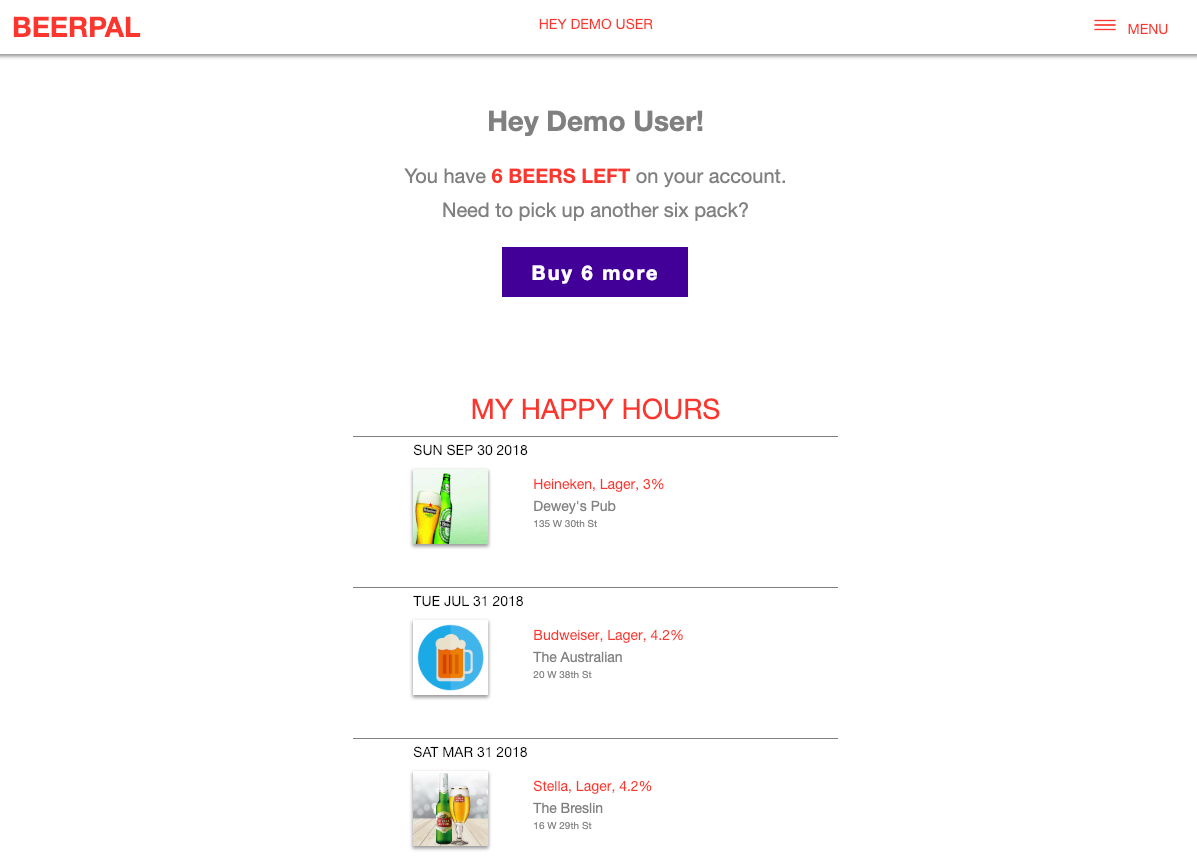 BEERPAL
HEY DEMO USER
MENU
Hey Demo User!
You have 6 BEERS LEFT on your account.
Need to pick up another six pack?
Buy 6 more
MY HAPPY HOURS
SUN SEP 30 2018
Heineken, Lager, 3%
Dewey's Pub
135 W 30th St
TUE JUL 31 2018
Budweiser, Lager, 4.2%
The Australian
20 W 38th St
SAT MAR 31 2018
Stella, Lager, 4.2%
The Breslin
16 W 29th St